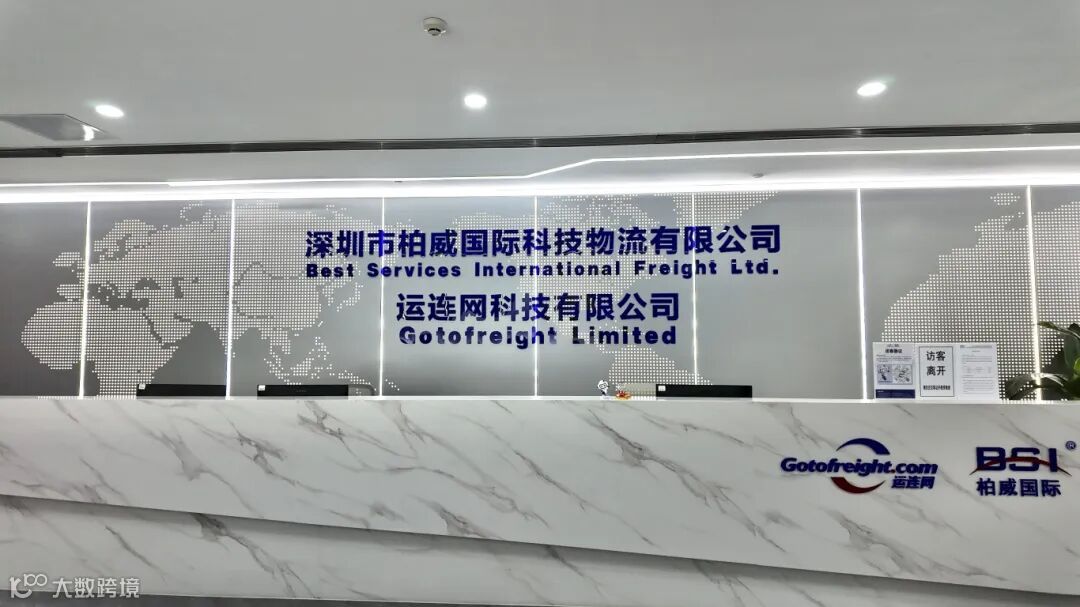 深圳市柏威国际科技物流有限公司
Best Services International Freight Ltd.
运连网科技有限公司
Gotofreight Limited
访客
离开
Gotofreight.com
运连网
BSI®
柏威国际
大数跨境